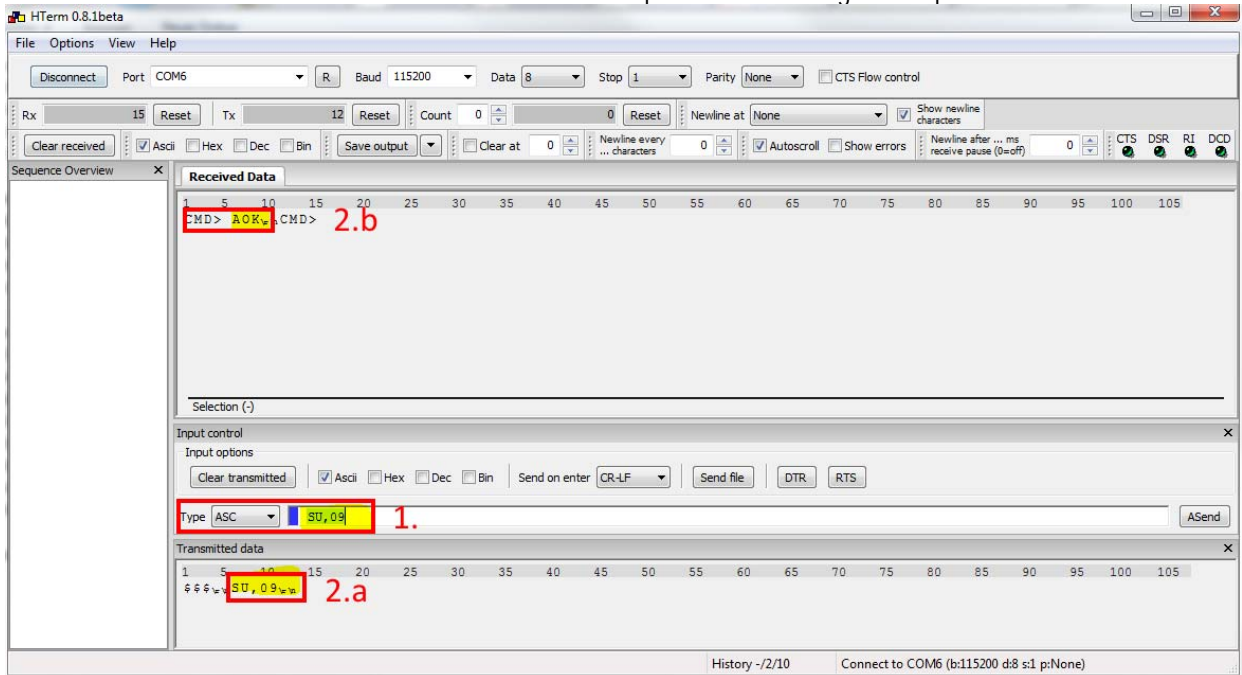 HTerm 0.8.1beta
File Options View Help
Disconnect Port COM6 R Baud 115200 Data 8 Stop 1 Parity None CTS Flow control
Rx 15 Reset Tx 12 Reset Count 0 0 Reset Newline at None Show newline characters
Clear received Ascii Hex Dec Bin Save output Clear at 0 Newline every ... characters 0 Autoscroll Show errors Newline after ... ms receive pause (0=off) 0 CTS DSR RI DCD
Sequence Overview X Received Data
1 5 10 15 20 25 30 35 40 45 50 55 60 65 70 75 80 85 90 95 100 105
CMD> AOK\r\nCMD> 2.b
Selection (-)
Input control X
Input options
Clear transmitted Ascii Hex Dec Bin Send on enter CR-LF Send file DTR RTS
Type ASC SU,09 1. ASend
Transmitted data X
1 5 10 15 20 25 30 35 40 45 50 55 60 65 70 75 80 85 90 95 100 105
$$$\r\nSU,09\r\n 2.a
History -/2/10 Connect to COM6 (b:115200 d:8 s:1 p:None)